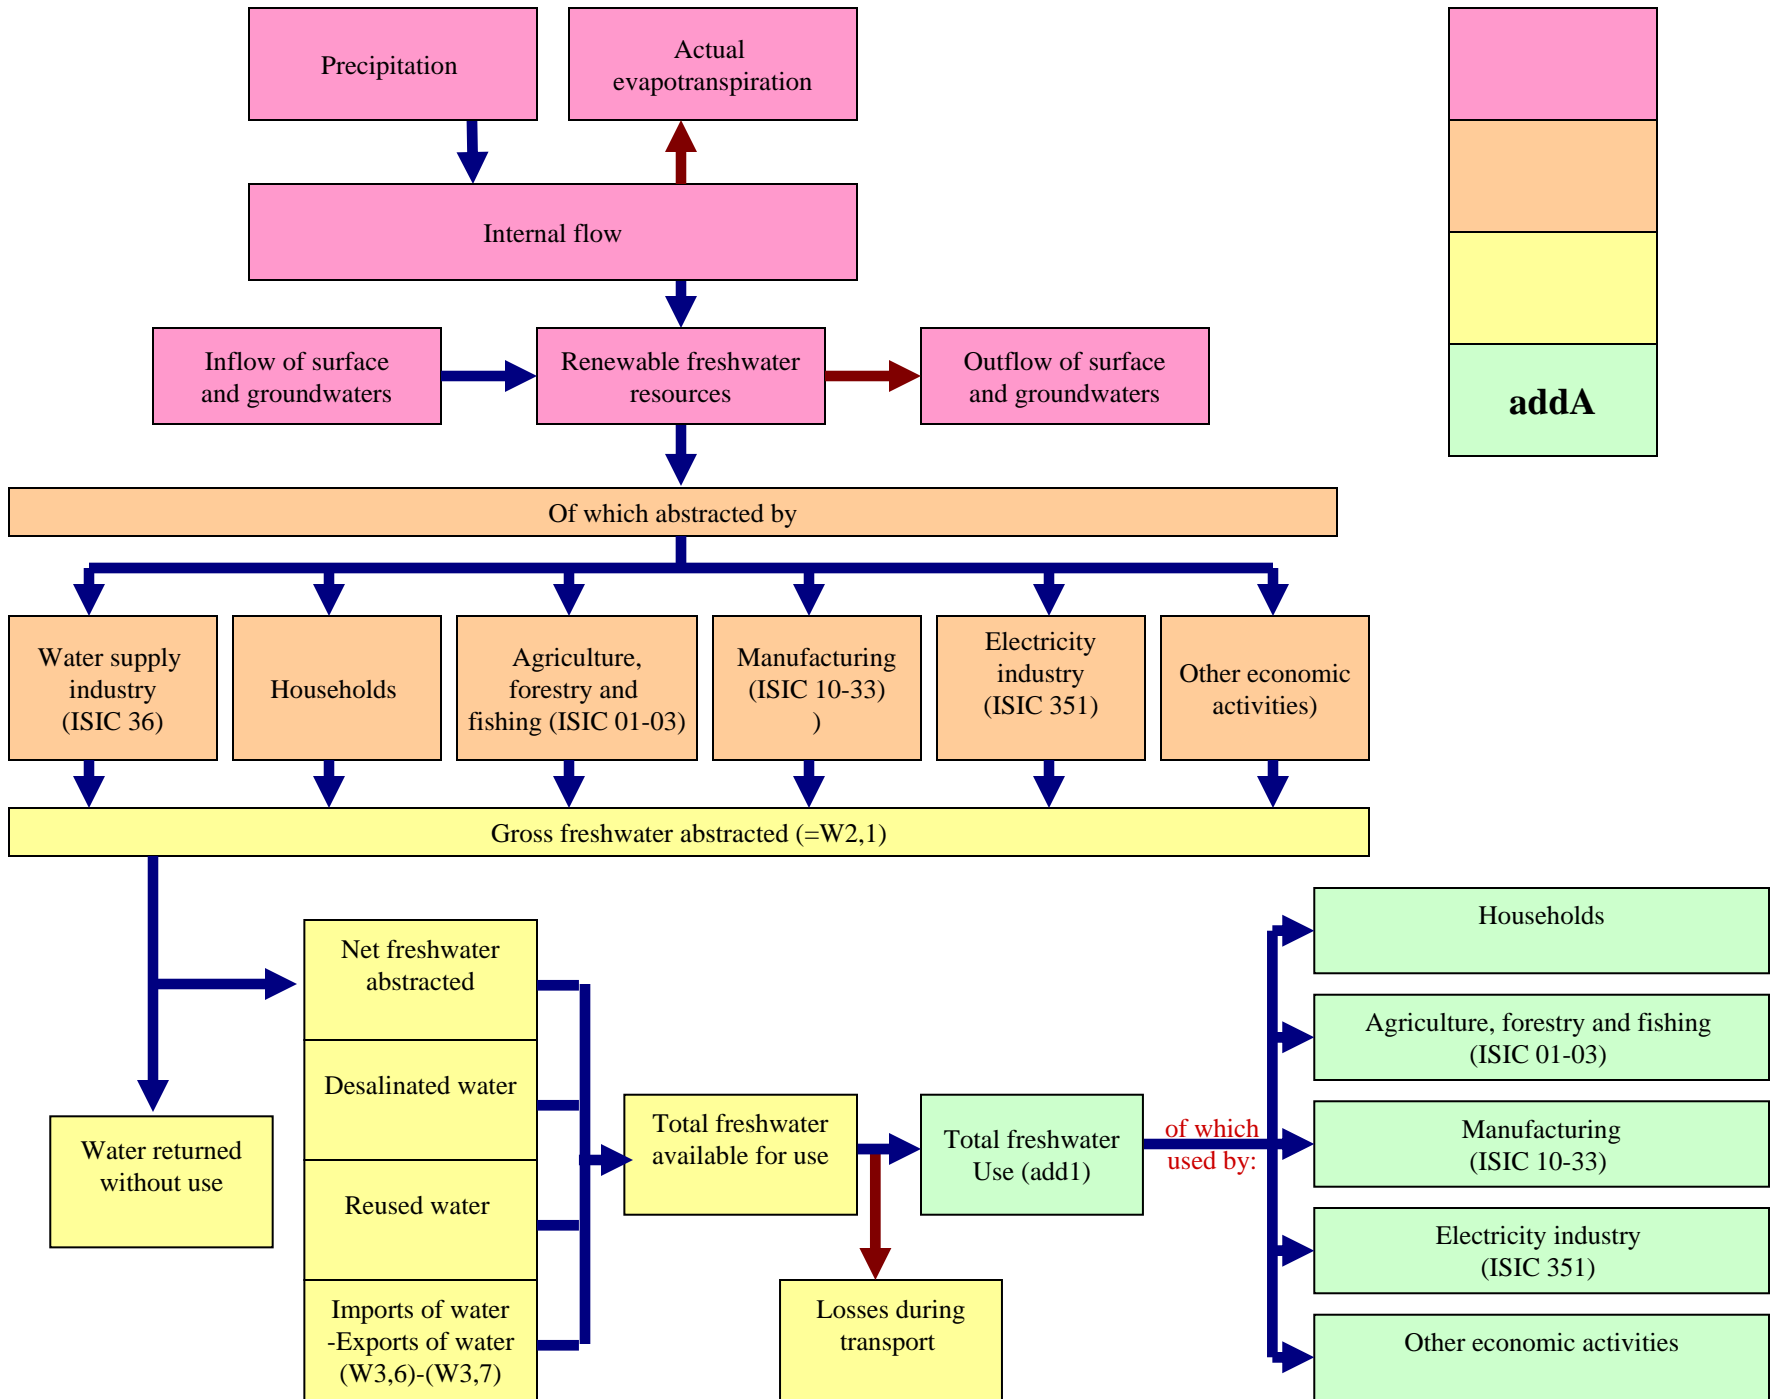 Precipitation
Actual
evapotranspiration
Internal flow
Inflow of surface
and groundwaters
Renewable freshwater
resources
Outflow of surface
and groundwaters
addA
Of which abstracted by
Water supply
industry
(ISIC 36)
Households
Agriculture,
forestry and
fishing (ISIC 01-03)
Manufacturing
(ISIC 10-33)
)
Electricity
industry
(ISIC 351)
Other economic
activities)
Gross freshwater abstracted (=W2,1)
Water returned
without use
Net freshwater
abstracted
Desalinated water
Reused water
Imports of water
-Exports of water
(W3,6)-(W3,7)
Total freshwater
available for use
Losses during
transport
Total freshwater
Use (add1)
of which
used by:
Households
Agriculture, forestry and fishing
(ISIC 01-03)
Manufacturing
(ISIC 10-33)
Electricity industry
(ISIC 351)
Other economic activities